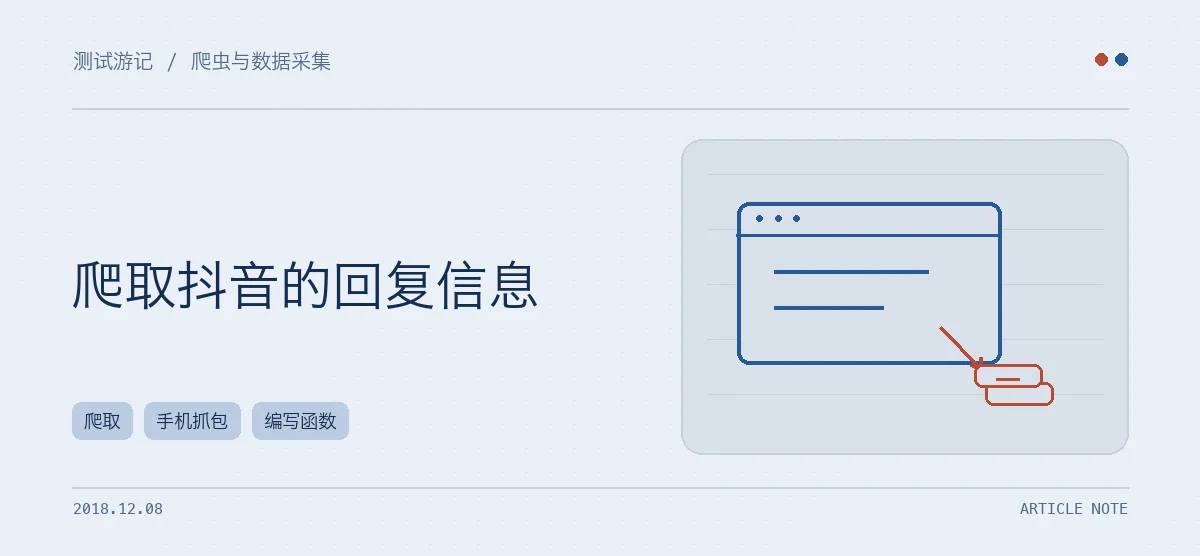 测试游记 / 爬虫与数据采集
爬取抖音的回复信息
爬取 手机抓包 编写函数
2018.12.08
ARTICLE NOTE